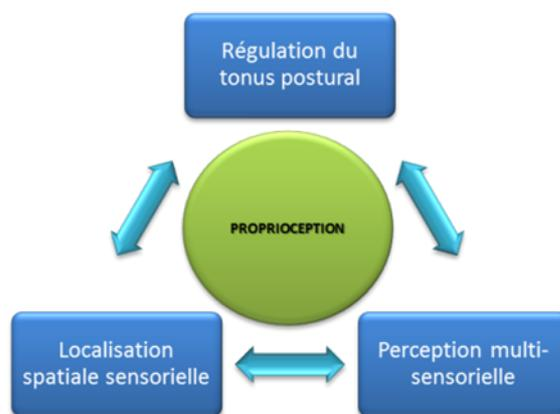 Régulation du
tonus postural
PROPRIOCEPTION
Localisation
spatiale sensorielle
Perception multi-
sensorielle